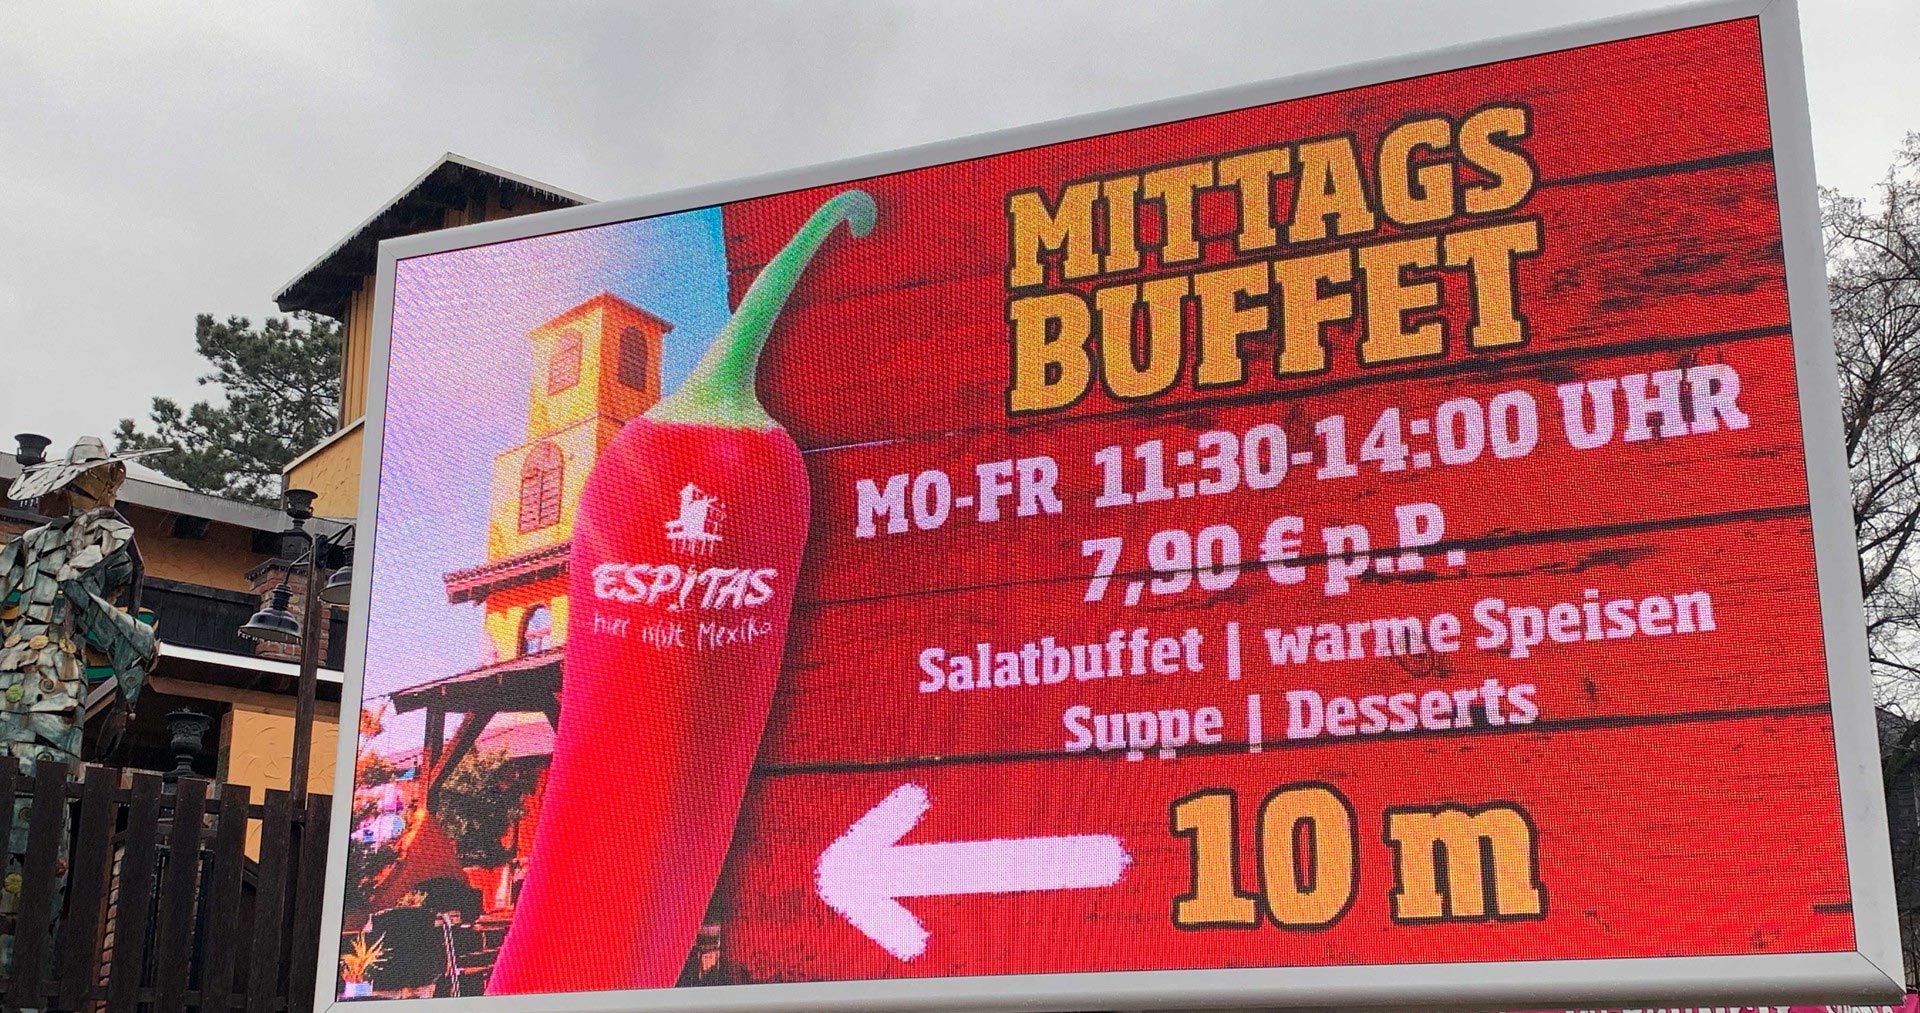 MITTAGS
BUFFET
MO-FR 11:30-14:00 UHR
7,90 € p.P.
Salatbuffet | warme Speisen
Suppe | Desserts
10 m
ESPITAS
hier is(s)t Mexiko